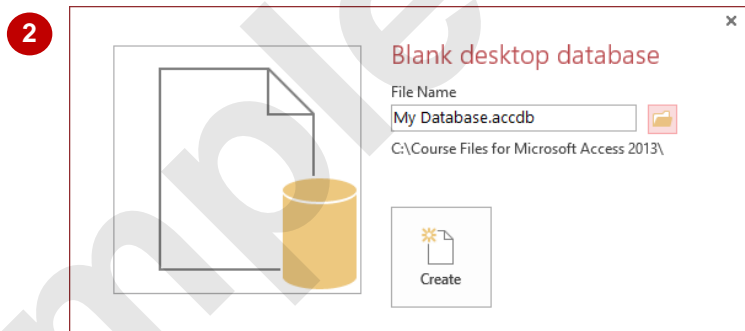 2
Blank desktop database
File Name
My Database.accdb
C:\Course Files for Microsoft Access 2013\
Create